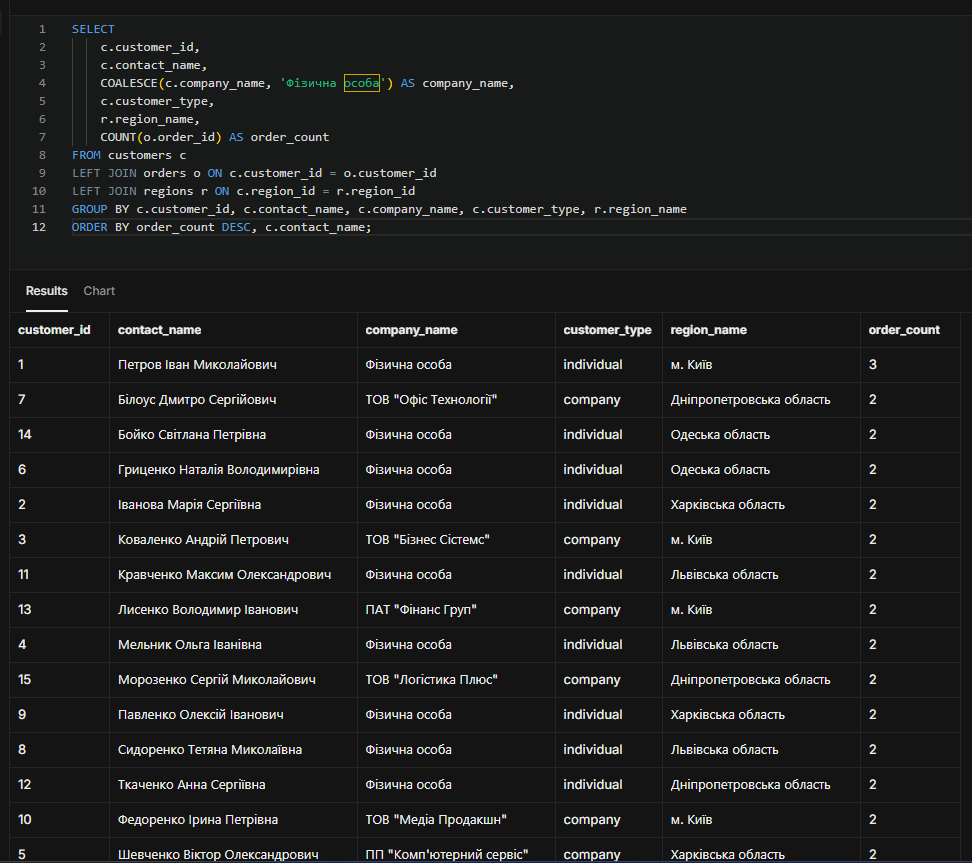 1 SELECT
2 c.customer_id,
3 c.contact_name,
4 COALESCE(c.company_name, 'Фізична особа') AS company_name,
5 c.customer_type,
6 r.region_name,
7 COUNT(o.order_id) AS order_count
8 FROM customers c
9 LEFT JOIN orders o ON c.customer_id = o.customer_id
10 LEFT JOIN regions r ON c.region_id = r.region_id
11 GROUP BY c.customer_id, c.contact_name, c.company_name, c.customer_type, r.region_name
12 ORDER BY order_count DESC, c.contact_name;
Results Chart
customer_id contact_name company_name customer_type region_name order_count
1 Петров Іван Миколайович Фізична особа individual м. Київ 3
7 Білоус Дмитро Сергійович ТОВ "Офіс Технології" company Дніпропетровська область 2
14 Бойко Світлана Петрівна Фізична особа individual Одеська область 2
6 Гриценко Наталія Володимирівна Фізична особа individual Одеська область 2
2 Іванова Марія Сергіївна Фізична особа individual Харківська область 2
3 Коваленко Андрій Петрович ТОВ "Бізнес Сістемс" company м. Київ 2
11 Кравченко Максим Олександрович Фізична особа individual Львівська область 2
13 Лисенко Володимир Іванович ПАТ "Фінанс Груп" company м. Київ 2
4 Мельник Ольга Іванівна Фізична особа individual Львівська область 2
15 Морозенко Сергій Миколайович ТОВ "Логістика Плюс" company Дніпропетровська область 2
9 Павленко Олексій Іванович Фізична особа individual Харківська область 2
8 Сидоренко Тетяна Миколаївна Фізична особа individual Львівська область 2
12 Ткаченко Анна Сергіївна Фізична особа individual Дніпропетровська область 2
10 Федоренко Ірина Петрівна ТОВ "Медіа Продакшн" company м. Київ 2
5 Шевченко Віктор Олександрович ПП "Комп'ютерний сервіс" company Харківська область 2